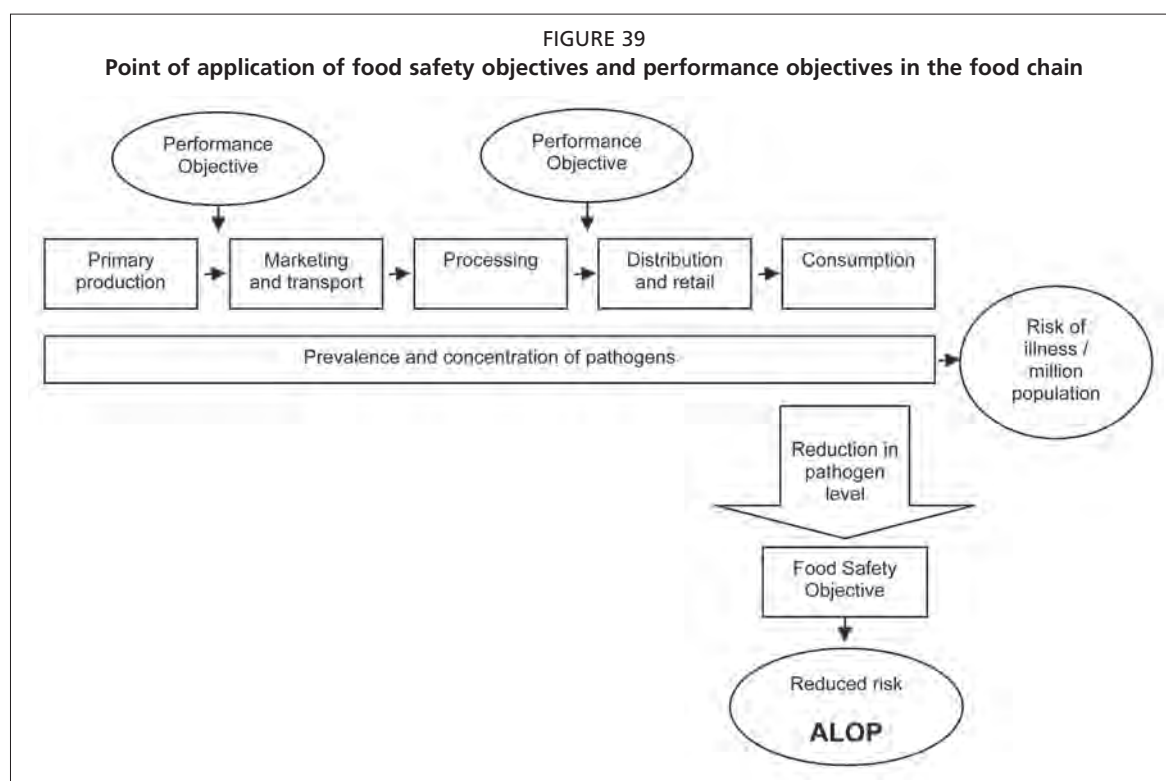 FIGURE 39
Point of application of food safety objectives and performance objectives in the food chain
Performance
Objective
Performance
Objective
Primary
production
Marketing
and transport
Processing
Distribution
and retail
Consumption
Prevalence and concentration of pathogens
Risk of
illness /
million
population
Reduction in
pathogen
level
Food Safety
Objective
Reduced risk
ALOP